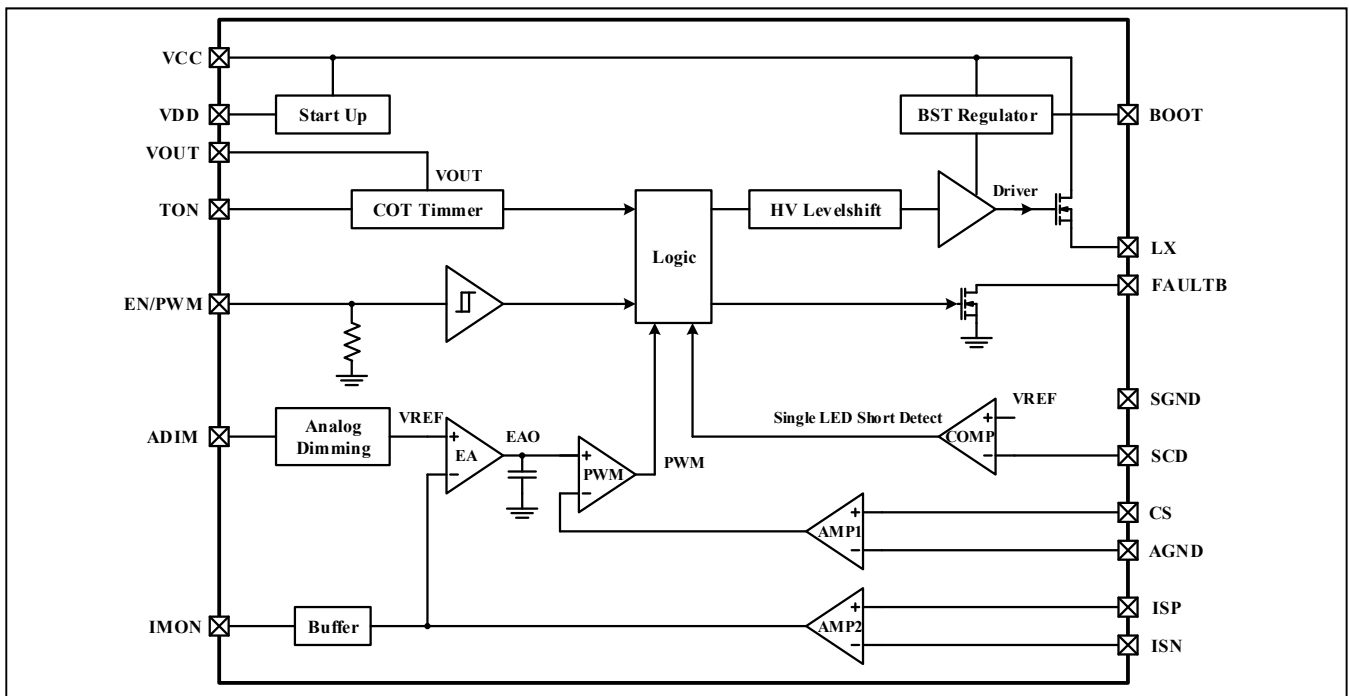 VCC
VDD
Start Up
BST Regulator
BOOT
VOUT
VOUT
TON
COT Timmer
Logic
HV Levelshift
Driver
LX
FAULTB
EN/PWM
ADIM
Analog
Dimming
VREF
+
EA
−
EAO
+
PWM
−
PWM
Single LED Short Detect
+
COMP
−
VREF
SGND
SCD
CS
+
AMP1
−
AGND
IMON
Buffer
+
AMP2
−
ISP
ISN